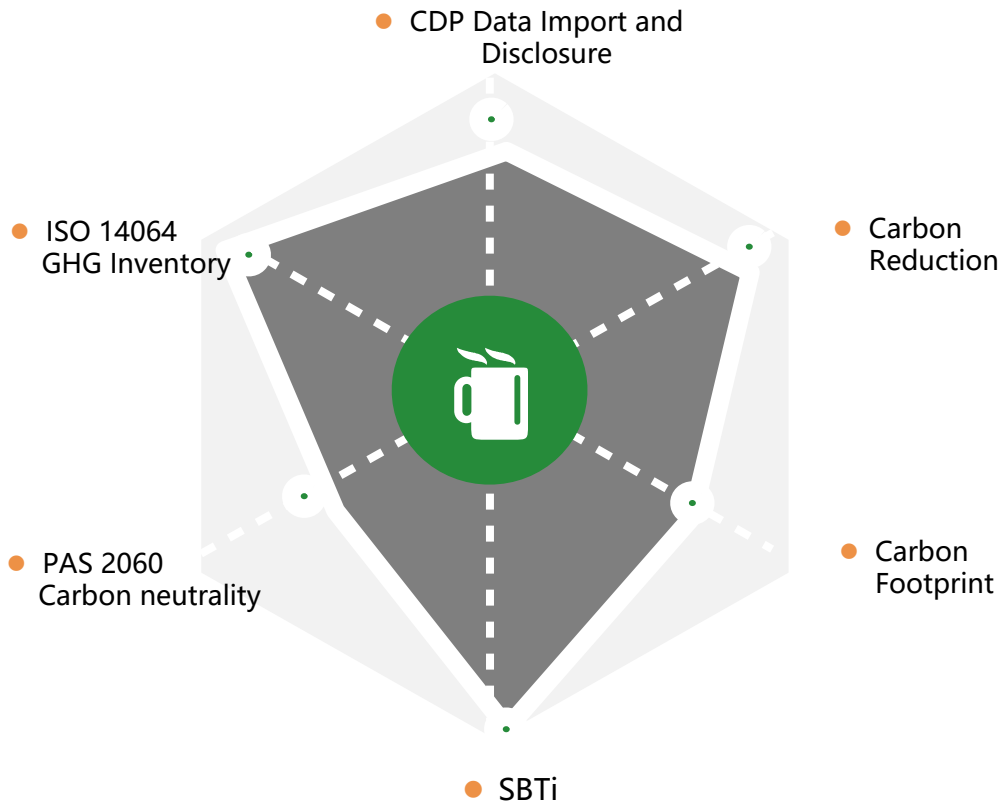 CDP Data Import and
Disclosure
ISO 14064
GHG Inventory
Carbon
Reduction
PAS 2060
Carbon neutrality
Carbon
Footprint
SBTi